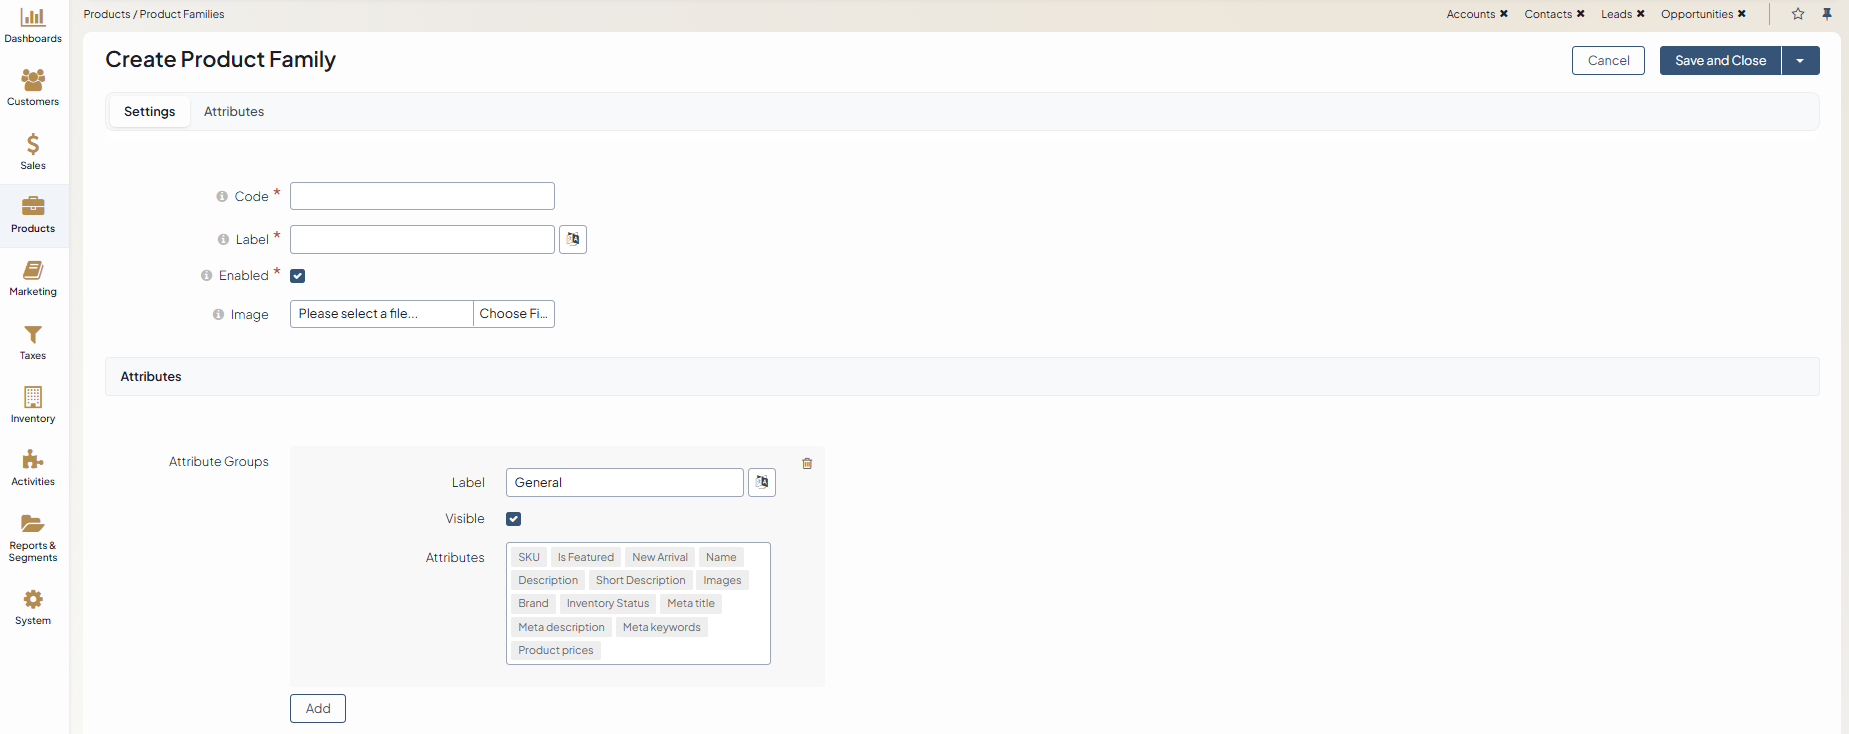 Products / Product Families
Accounts ✖ Contacts ✖ Leads ✖ Opportunities ✖
Dashboards
Customers
Sales
Products
Marketing
Taxes
Inventory
Activities
Reports &
Segments
System
Create Product Family
Cancel
Save and Close
Settings
Attributes
Code *
Label *
Enabled *
Image
Please select a file...
Choose Fi...
Attributes
Attribute Groups
Label
General
Visible
Attributes
SKU Is Featured New Arrival Name
Description Short Description Images
Brand Inventory Status Meta title
Meta description Meta keywords
Product prices
Add